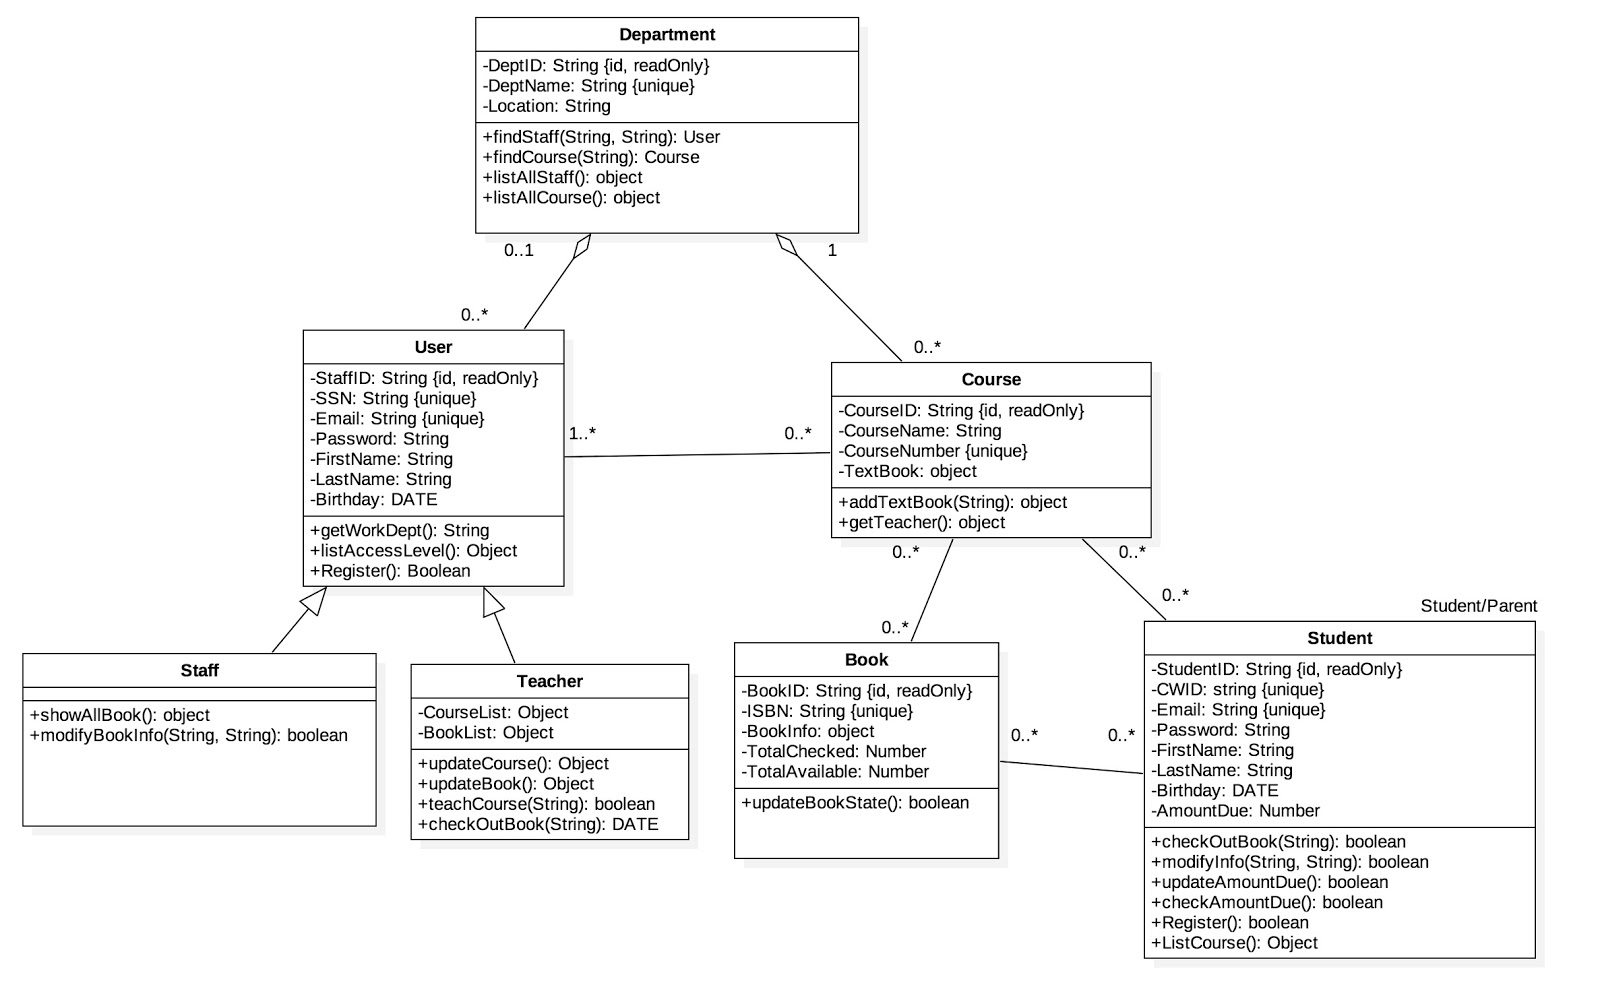 Department
-DeptID: String {id, readOnly}
-DeptName: String {unique}
-Location: String
+findStaff(String, String): User
+findCourse(String): Course
+listAllStaff(): object
+listAllCourse(): object
0..1
1
0..*
0..*
User
-StaffID: String {id, readOnly}
-SSN: String {unique}
-Email: String {unique}
-Password: String
-FirstName: String
-LastName: String
-Birthday: DATE
+getWorkDept(): String
+listAccessLevel(): Object
+Register(): Boolean
1..*
0..*
Course
-CourseID: String {id, readOnly}
-CourseName: String
-CourseNumber {unique}
-TextBook: object
+addTextBook(String): object
+getTeacher(): object
0..*
0..*
0..*
0..*
Student/Parent
Staff
+showAllBook(): object
+modifyBookInfo(String, String): boolean
Teacher
-CourseList: Object
-BookList: Object
+updateCourse(): Object
+updateBook(): Object
+teachCourse(String): boolean
+checkOutBook(String): DATE
Book
-BookID: String {id, readOnly}
-ISBN: String {unique}
-BookInfo: object
-TotalChecked: Number
-TotalAvailable: Number
+updateBookState(): boolean
0..*
0..*
Student
-StudentID: String {id, readOnly}
-CWID: string {unique}
-Email: String {unique}
-Password: String
-FirstName: String
-LastName: String
-Birthday: DATE
-AmountDue: Number
+checkOutBook(String): boolean
+modifyInfo(String, String): boolean
+updateAmountDue(): boolean
+checkAmountDue(): boolean
+Register(): boolean
+ListCourse(): Object